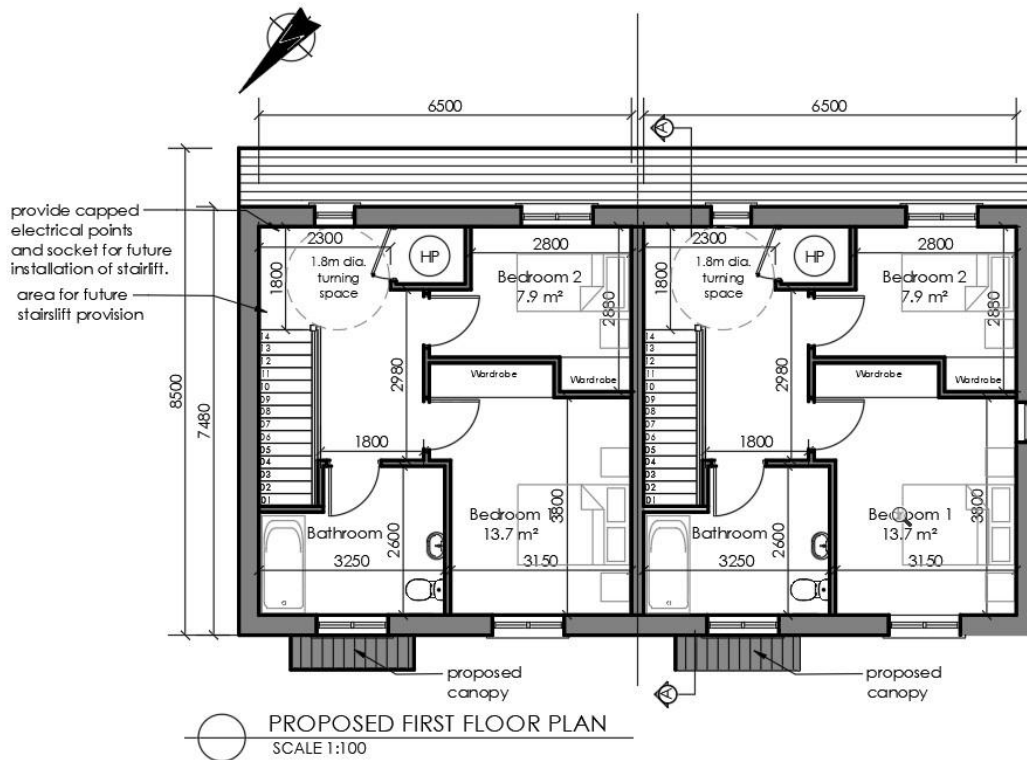 N
6500
6500
A
provide capped
electrical points
and socket for future
installation of stairlift.
area for future
stairslift provision
8500
7480
2300
1.8m dia.
turning
space
1800
HP
2800
Bedroom 2
7.9 m²
2880
14
13
12
11
10
09
08
07
06
05
04
03
02
01
2980
Wardrobe
Wardrobe
1800
Bathroom
2600
3250
Bedroom 1
13.7 m²
3800
3150
2300
1.8m dia.
turning
space
1800
HP
2800
Bedroom 2
7.9 m²
2880
14
13
12
11
10
09
08
07
06
05
04
03
02
01
2980
Wardrobe
Wardrobe
1800
Bathroom
2600
3250
Bedroom 1
13.7 m²
3800
3150
proposed
canopy
A
proposed
canopy
PROPOSED FIRST FLOOR PLAN
SCALE 1:100